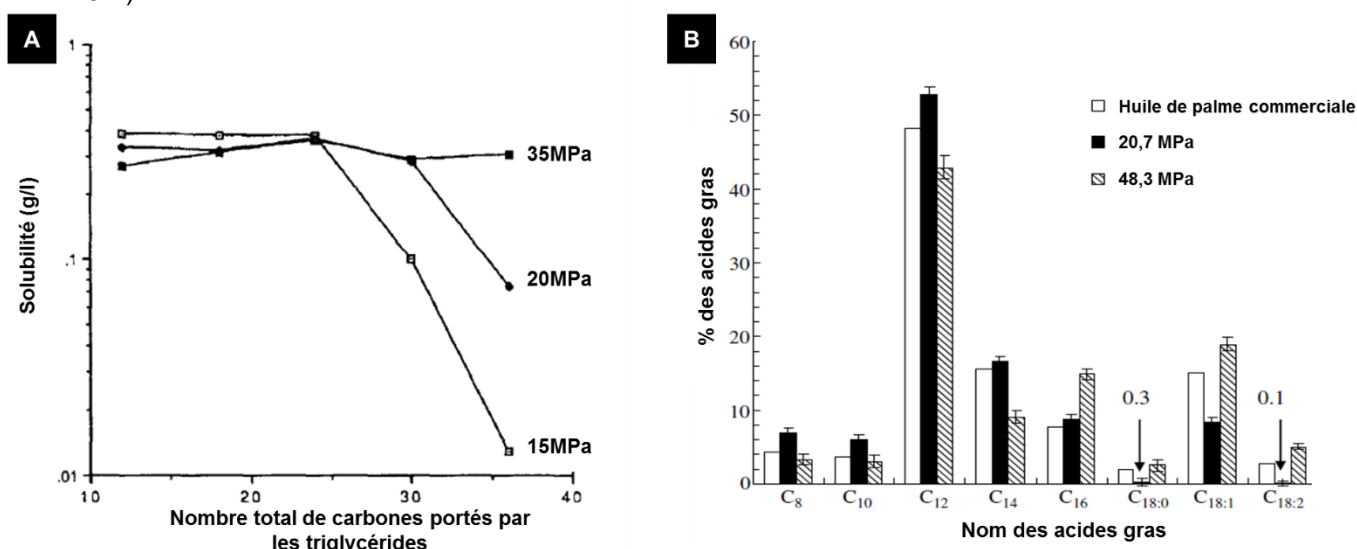 A
1
.1
.01
10
20
30
40
Solubilité (g/l)
35MPa
20MPa
15MPa
Nombre total de carbones portés par
les triglycérides
B
60
50
40
30
20
10
0
% des acides gras
Huile de palme commerciale
20,7 MPa
48,3 MPa
0.3
0.1
C8
C10
C12
C14
C16
C18:0
C18:1
C18:2
Nom des acides gras